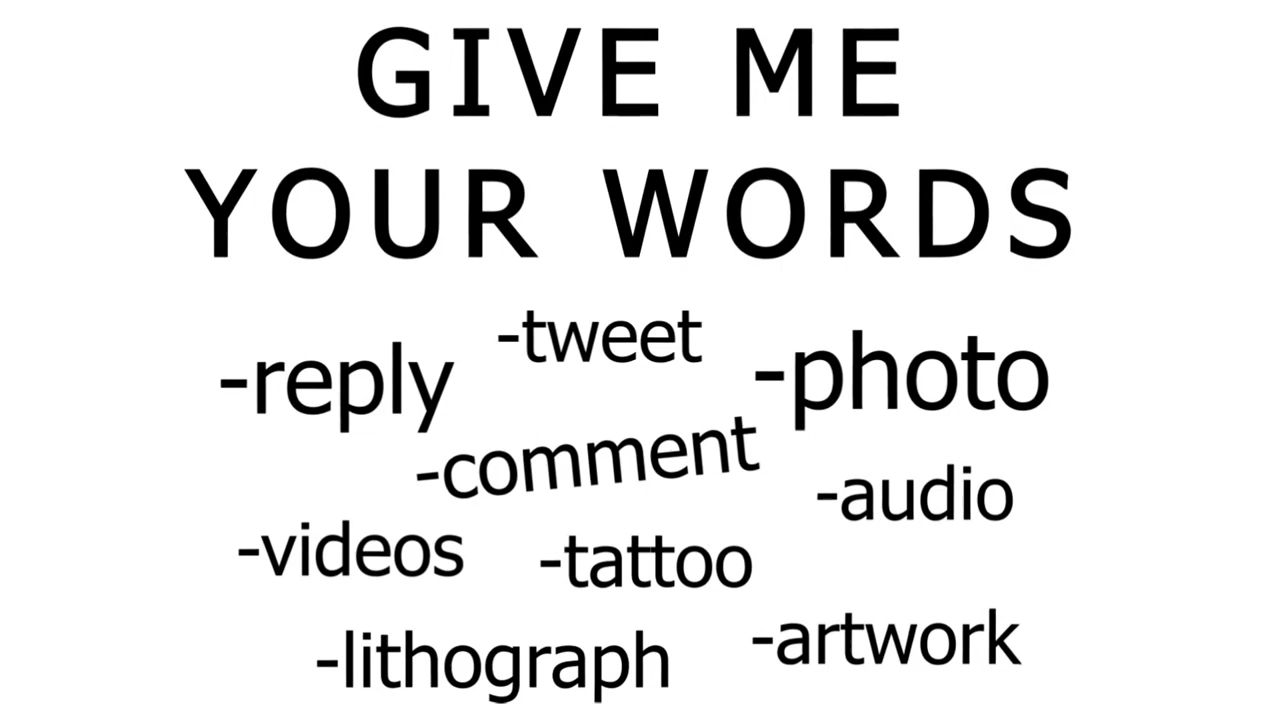 GIVE ME
YOUR WORDS
-tweet
-reply
-photo
-comment
-audio
-videos
-tattoo
-artwork
-lithograph